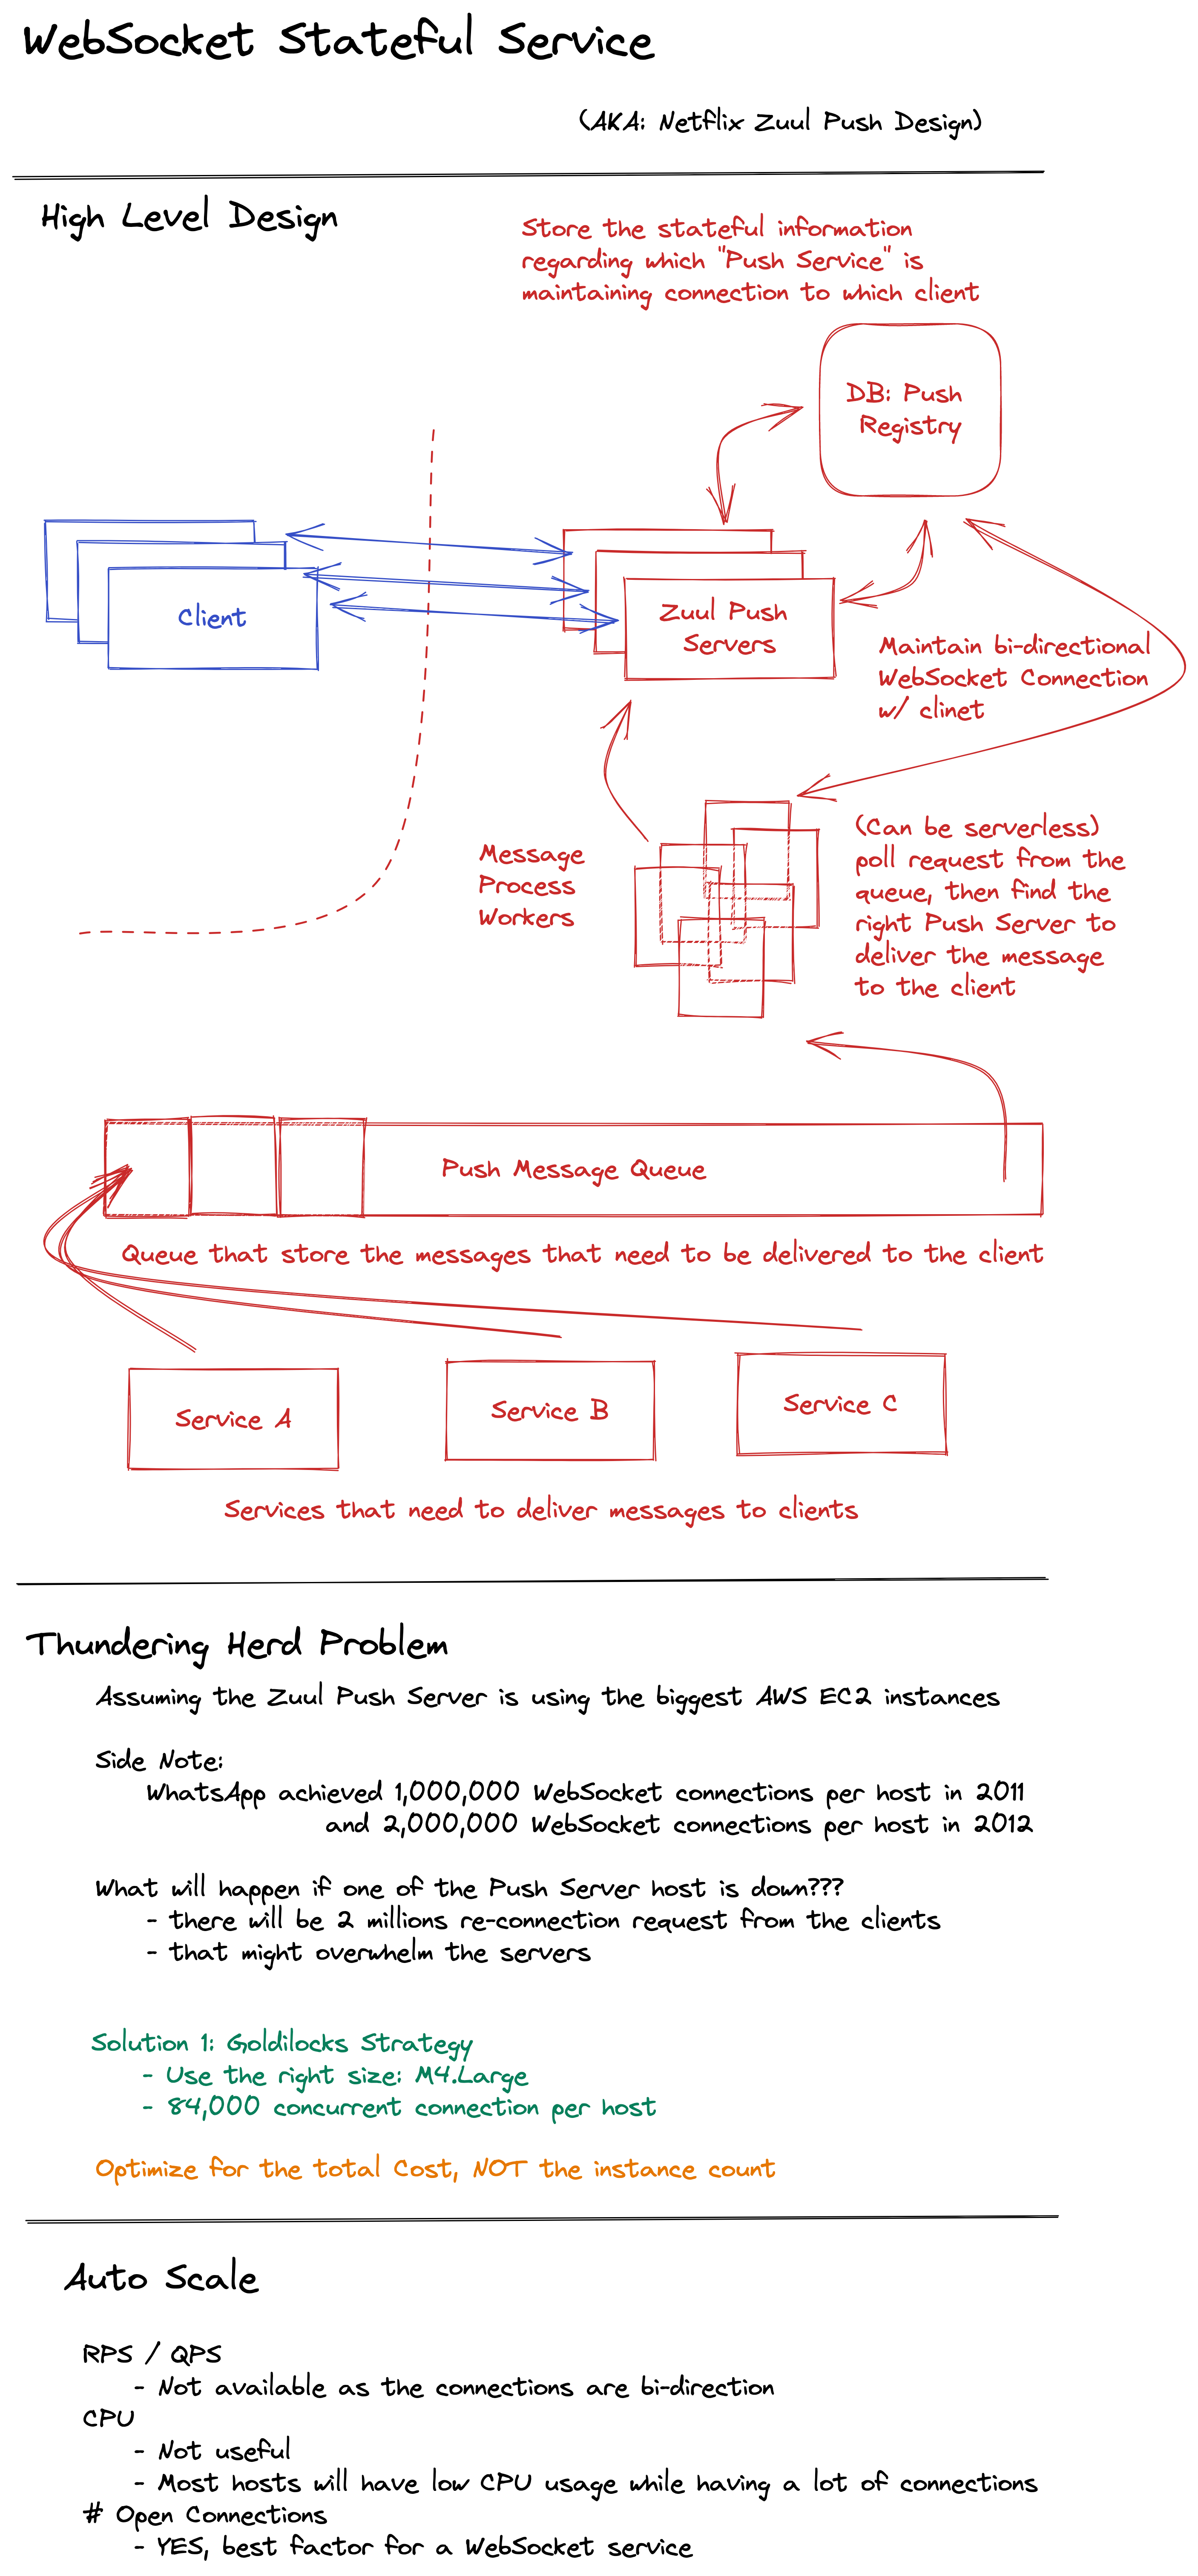 WebSocket Stateful Service
(AKA: Netflix Zuul Push Design)
High Level Design
Store the stateful information
regarding which "Push Service" is
maintaining connection to which client
DB: Push
Registry
Client
Zuul Push
Servers
Maintain bi-directional
WebSocket Connection
w/ clinet
Message
Process
Workers
(Can be serverless)
poll request from the
queue, then find the
right Push Server to
deliver the message
to the client
Push Message Queue
Queue that store the messages that need to be delivered to the client
Service A
Service B
Service C
Services that need to deliver messages to clients
Thundering Herd Problem
Assuming the Zuul Push Server is using the biggest AWS EC2 instances
Side Note:
WhatsApp achieved 1,000,000 WebSocket connections per host in 2011
and 2,000,000 WebSocket connections per host in 2012
What will happen if one of the Push Server host is down???
- there will be 2 millions re-connection request from the clients
- that might overwhelm the servers
Solution 1: Goldilocks Strategy
- Use the right size: M4.Large
- 84,000 concurrent connection per host
Optimize for the total Cost, NOT the instance count
Auto Scale
RPS / QPS
- Not available as the connections are bi-direction
CPU
- Not useful
- Most hosts will have low CPU usage while having a lot of connections
# Open Connections
- YES, best factor for a WebSocket service